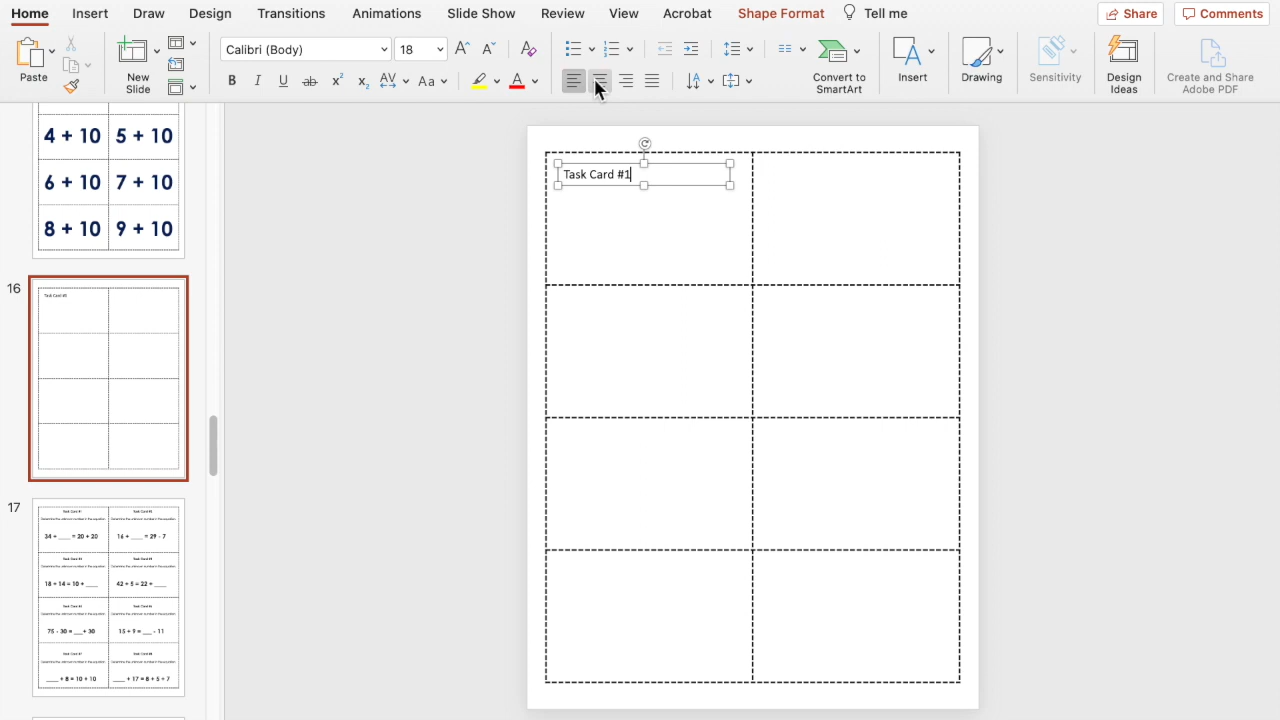 Home Insert Draw Design Transitions Animations Slide Show Review View Acrobat Shape Format Tell me Share Comments
Calibri (Body) 18
Paste New Slide Convert to SmartArt Insert Drawing Sensitivity Design Ideas Create and Share Adobe PDF
4 + 10 5 + 10
6 + 10 7 + 10
8 + 10 9 + 10
16
Task Card #1
17
34 + ___ = 20 + 20 16 + ___ = 29 - 7
18 + 14 = 10 + ___ 42 + 5 = 22 + ___
75 - 30 = ___ + 30 15 + 9 = ___ - 11
___ + 8 = 10 + 10 ___ + 17 = 8 + 5 + 7